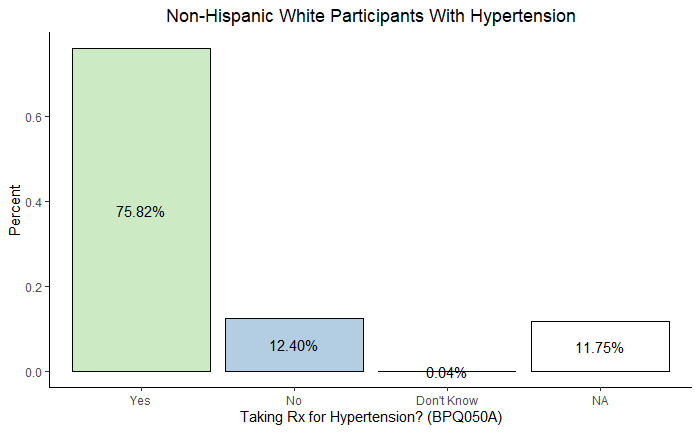 Non-Hispanic White Participants With Hypertension
Percent
0.6
0.4
0.2
0.0
75.82%
12.40%
0.04%
11.75%
Yes
No
Don't Know
NA
Taking Rx for Hypertension? (BPQ050A)